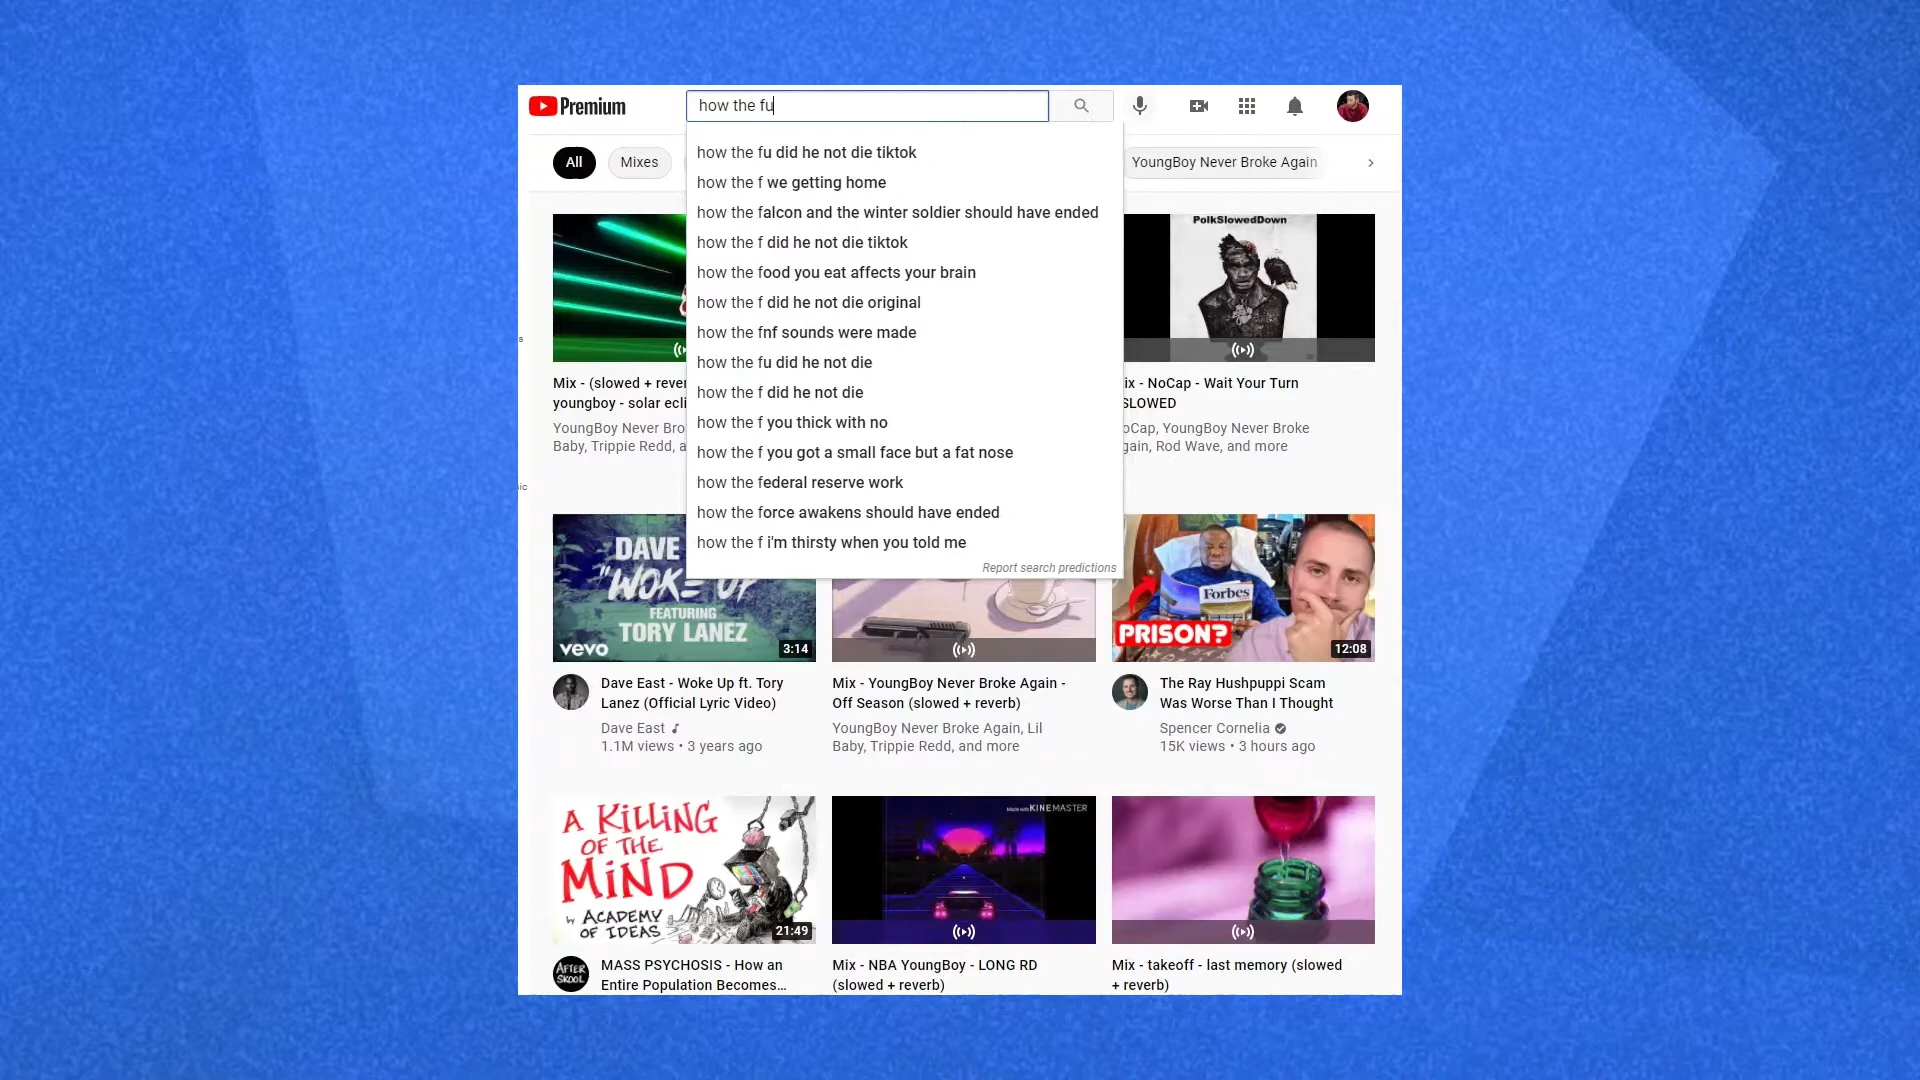 Premium
how the fu
All
Mixes
YoungBoy Never Broke Again
how the fu did he not die tiktok
how the f we getting home
how the falcon and the winter soldier should have ended
how the f did he not die tiktok
how the food you eat affects your brain
how the f did he not die original
how the fnf sounds were made
how the fu did he not die
how the f did he not die
how the f you thick with no
how the f you got a small face but a fat nose
how the federal reserve work
how the force awakens should have ended
how the f i'm thirsty when you told me
Report search predictions
PolkSlowedDown
Mix - (slowed + rever
youngboy - solar ecli
YoungBoy Never Bro
Baby, Trippie Redd, a
ix - NoCap - Wait Your Turn
SLOWED
oCap, YoungBoy Never Broke
gain, Rod Wave, and more
s
ic
DAVE
"WOKE UP
FEATURING
TORY LANEZ
vevo
3:14
Forbes
PRISON?
12:08
Dave East - Woke Up ft. Tory
Lanez (Official Lyric Video)
Dave East
1.1M views • 3 years ago
Mix - YoungBoy Never Broke Again -
Off Season (slowed + reverb)
YoungBoy Never Broke Again, Lil
Baby, Trippie Redd, and more
The Ray Hushpuppi Scam
Was Worse Than I Thought
Spencer Cornelia
15K views • 3 hours ago
A KILLING
OF THE
MIND
by ACADEMY
OF IDEAS
21:49
Made with KINEMASTER
AFTER
SKOOL
MASS PSYCHOSIS - How an
Entire Population Becomes...
Mix - NBA YoungBoy - LONG RD
(slowed + reverb)
Mix - takeoff - last memory (slowed
+ reverb)